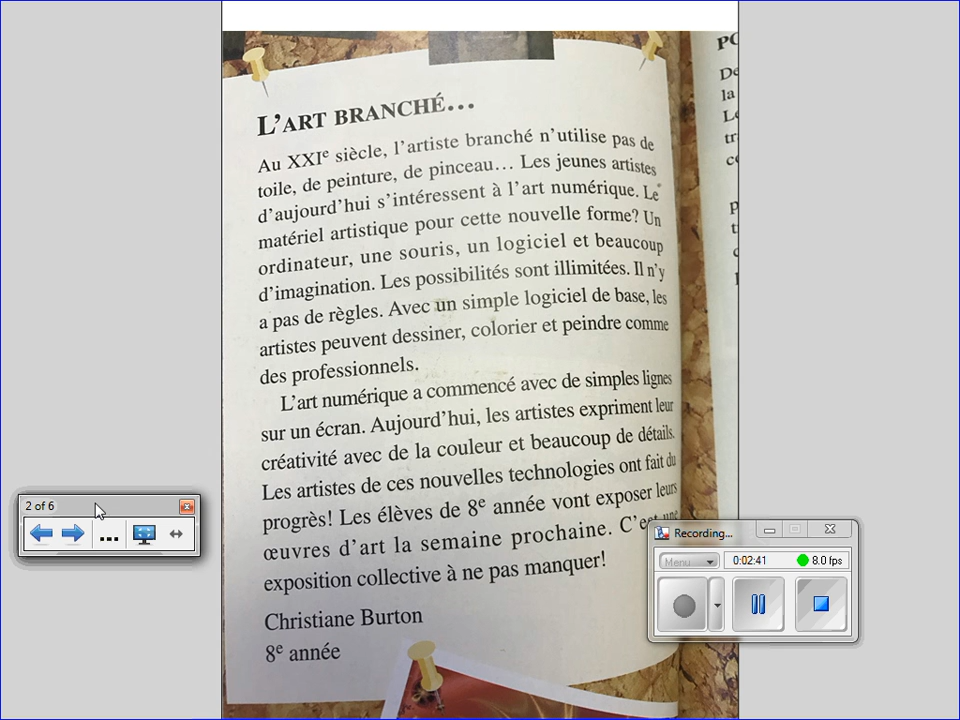 L'ART BRANCHÉ...
Au XXIe siècle, l'artiste branché n'utilise pas de
toile, de peinture, de pinceau... Les jeunes artistes
d'aujourd'hui s'intéressent à l'art numérique. Le
matériel artistique pour cette nouvelle forme? Un
ordinateur, une souris, un logiciel et beaucoup
d'imagination. Les possibilités sont illimitées. Il n'y
a pas de règles. Avec un simple logiciel de base, les
artistes peuvent dessiner, colorier et peindre comme
des professionnels.
L'art numérique a commencé avec de simples lignes
sur un écran. Aujourd'hui, les artistes expriment leur
créativité avec de la couleur et beaucoup de détails.
Les artistes de ces nouvelles technologies ont fait du
progrès! Les élèves de 8e année vont exposer leurs
œuvres d'art la semaine prochaine. C'est une
exposition collective à ne pas manquer!
Christiane Burton
8e année
2 of 6
...
Recording...
Menu
0:02:41
8.0 fps